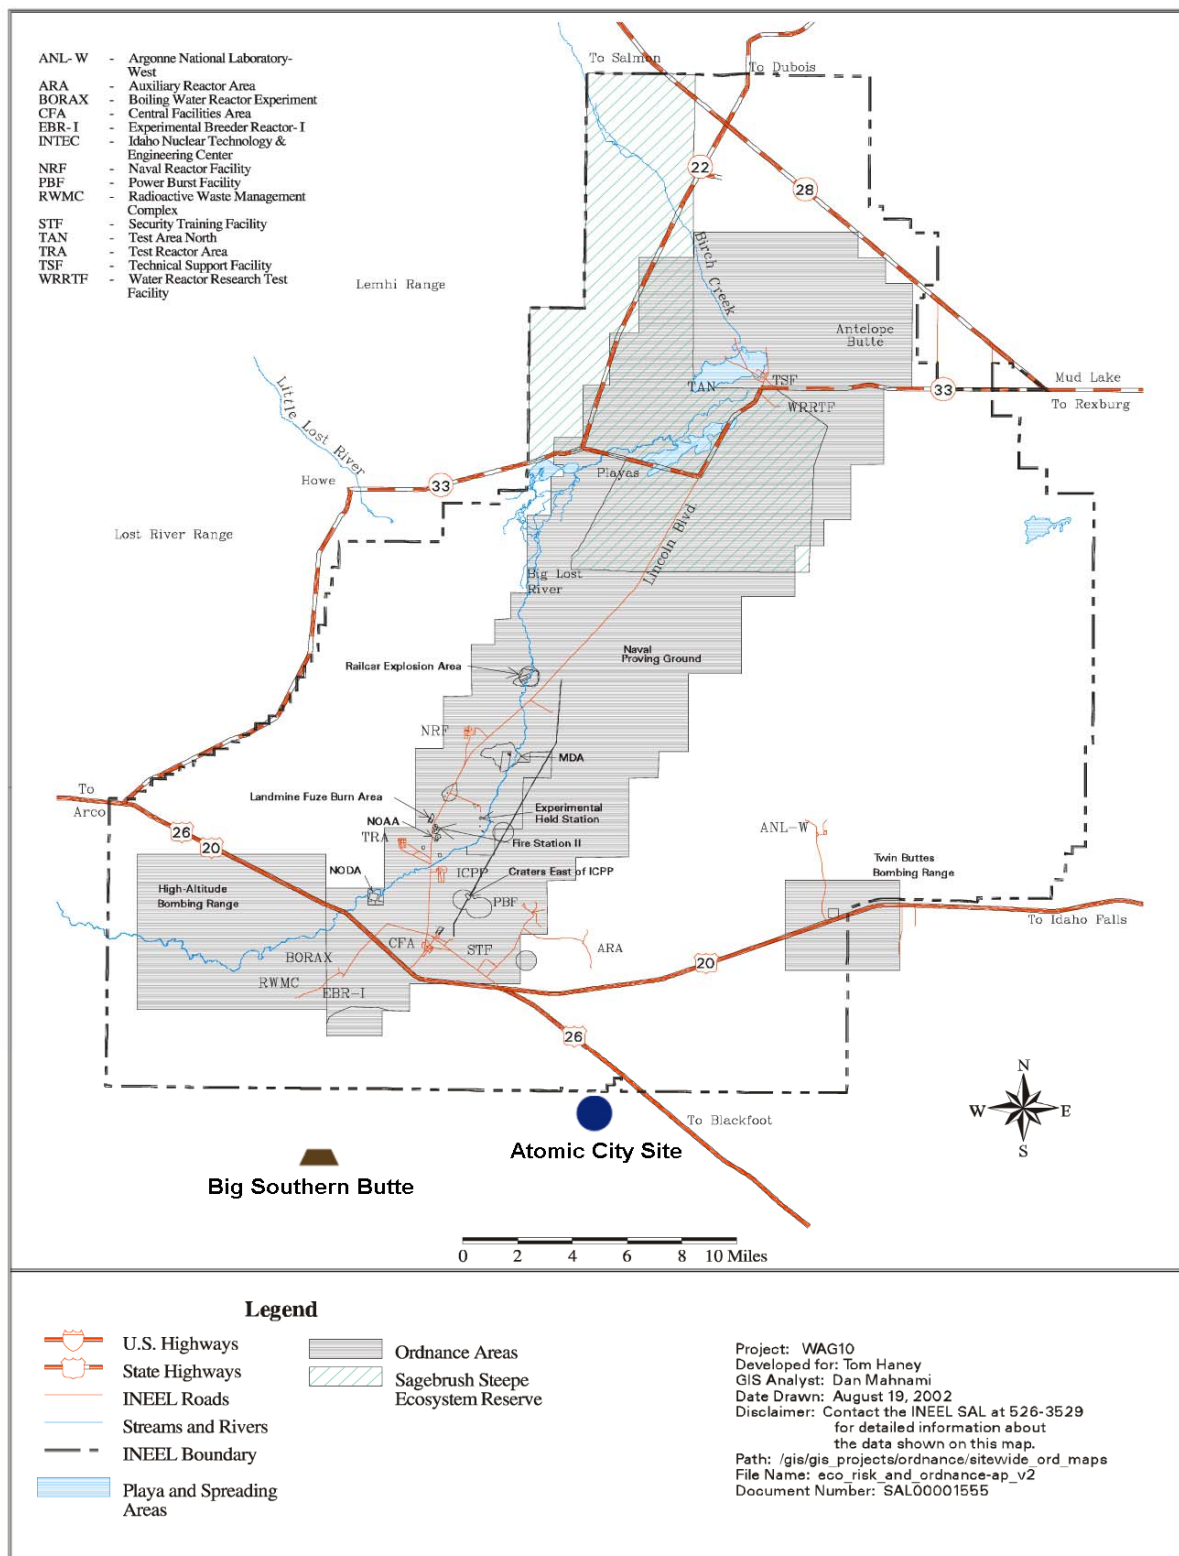 ANL-W - Argonne National Laboratory-
West
ARA - Auxiliary Reactor Area
BORAX - Boiling Water Reactor Experiment
CFA - Central Facilities Area
EBR-I - Experimental Breeder Reactor-I
INTEC - Idaho Nuclear Technology &
Engineering Center
NRF - Naval Reactor Facility
PBF - Power Burst Facility
RWMC - Radioactive Waste Management
Complex
STF - Security Training Facility
TAN - Test Area North
TRA - Test Reactor Area
TSF - Technical Support Facility
WRRTF - Water Reactor Research Test
Facility
To Salmon
To Dubois
22
28
Birch Creek
Lemhi Range
Antelope
Butte
TAN
TSF
WRRTF
33
Mud Lake
To Rexburg
Little Lost River
Howe
33
Playas
Lost River Range
Lincoln Blvd
Big Lost
River
Naval
Proving Ground
Railcar Explosion Area
NRF
MDA
To
Arco
Landmine Fuze Burn Area
Experimental
Field Station
NOAA
Fire Station II
TRA
26
20
ANL-W
Twin Buttes
Bombing Range
NODA
ICPP
Craters East of ICPP
High-Altitude
Bombing Range
PBF
To Idaho Falls
CFA
STF
ARA
BORAX
RWMC
EBR-I
20
26
N
W
E
S
To Blackfoot
Atomic City Site
Big Southern Butte
0 2 4 6 8 10 Miles
Legend
U.S. Highways
State Highways
INEEL Roads
Streams and Rivers
INEEL Boundary
Playa and Spreading
Areas
Ordnance Areas
Sagebrush Steepe
Ecosystem Reserve
Project: WAG10
Developed for: Tom Haney
GIS Analyst: Dan Mahnami
Date Drawn: August 19, 2002
Disclaimer: Contact the INEEL SAL at 526-3529
for detailed information about
the data shown on this map.
Path: /gis/gis_projects/ordnance/sitewide_ord_maps
File Name: eco_risk_and_ordnance-ap_v2
Document Number: SAL00001555